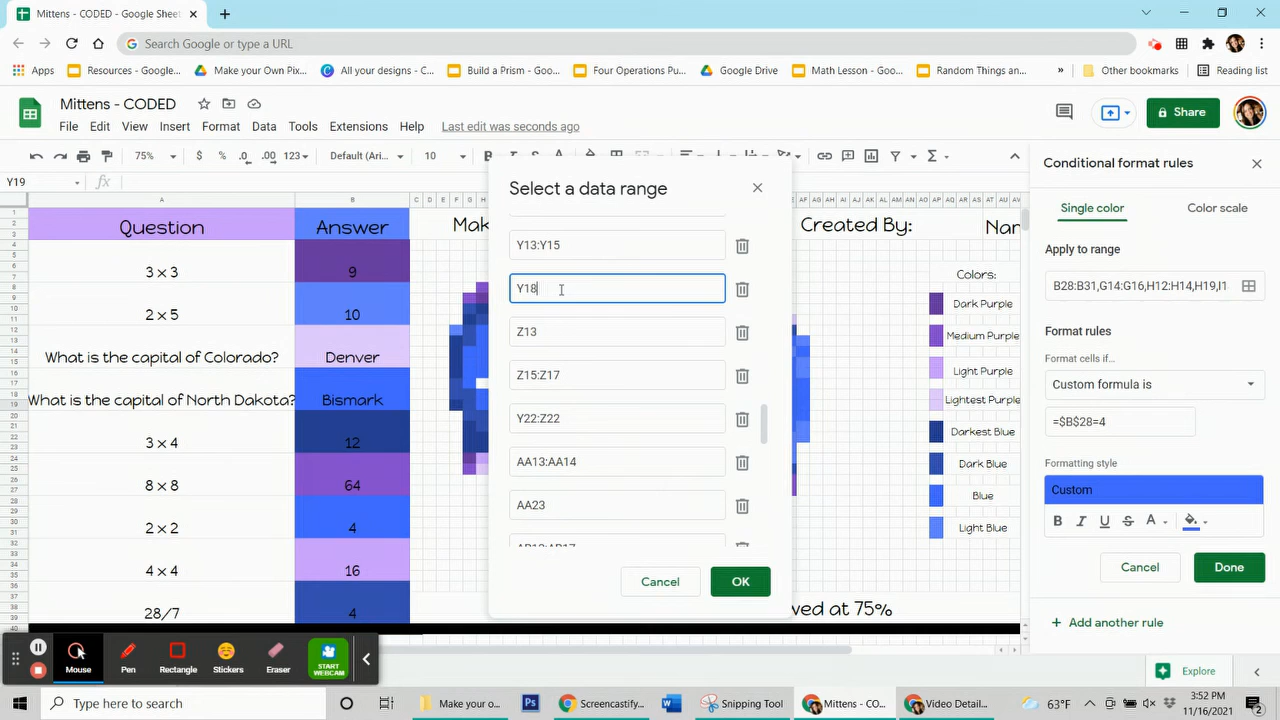 Mittens - CODED - Google Sheet
Search Google or type a URL
Apps
Resources - Google...
Make your Own Pix...
All your designs - C...
Build a Prism - Goo...
Four Operations Pu...
Google Drive
Math Lesson - Goo...
Random Things an...
»
Other bookmarks
Reading list
Mittens - CODED
File Edit View Insert Format Data Tools Extensions Help Last edit was seconds ago
Share
75% $ % .0 .00 123 Default (Ari... 10 B
Y19 fx
Question
Answer
3 × 3
9
2 × 5
10
What is the capital of Colorado?
Denver
What is the capital of North Dakota?
Bismark
3 × 4
12
8 × 8
64
2 × 2
4
4 × 4
16
28/7
4
Mak
Created By:
Nar
Colors:
Dark Purple
Medium Purple
Light Purple
Lightest Purple
Darkest Blue
Dark Blue
Blue
Light Blue
wed at 75%
Select a data range
Y13:Y15
Y18
Z13
Z15:Z17
Y22:Z22
AA13:AA14
AA23
Cancel
OK
Conditional format rules
Single color
Color scale
Apply to range
B28:B31,G14:G16,H12:H14,H19,I1
Format rules
Format cells if...
Custom formula is
=$B$28=4
Formatting style
Custom
B I U S A
Cancel
Done
+ Add another rule
Mouse
Pen
Rectangle
Stickers
Eraser
START WEBCAM
Explore
Type here to search
Make your o...
Screencastify...
Snipping Tool
Mittens - CO...
Video Detail...
63°F
3:52 PM
11/16/2021